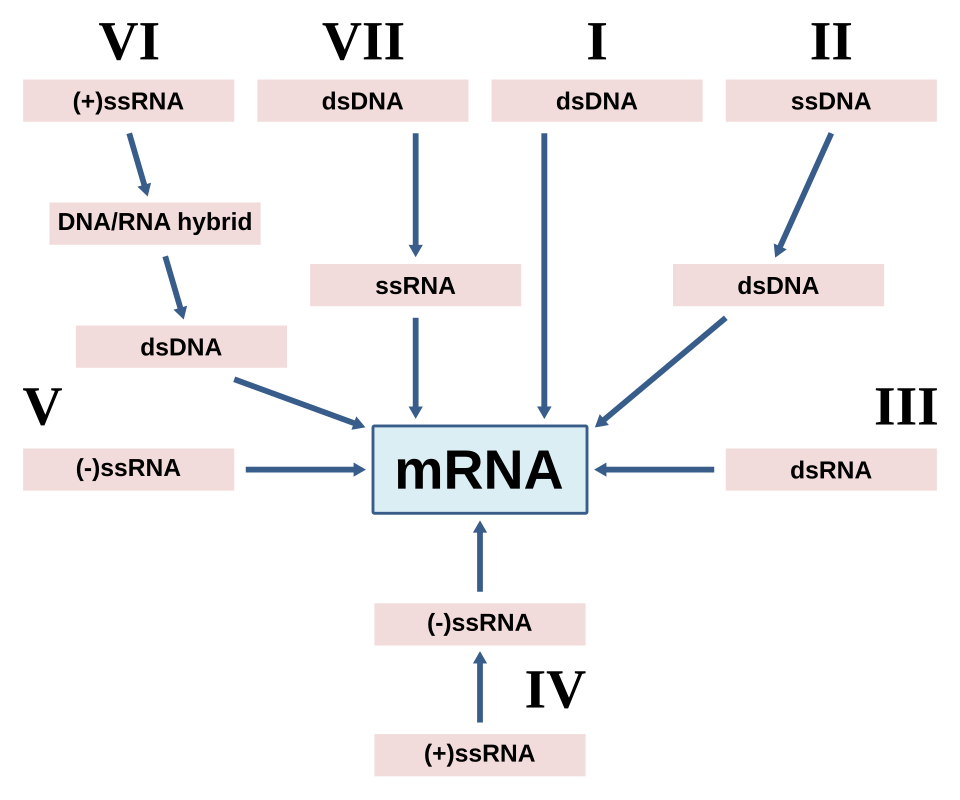 VI
VII
I
II
(+)ssRNA
dsDNA
dsDNA
ssDNA
DNA/RNA hybrid
ssRNA
dsDNA
dsDNA
V
III
(-)ssRNA
mRNA
dsRNA
(-)ssRNA
IV
(+)ssRNA